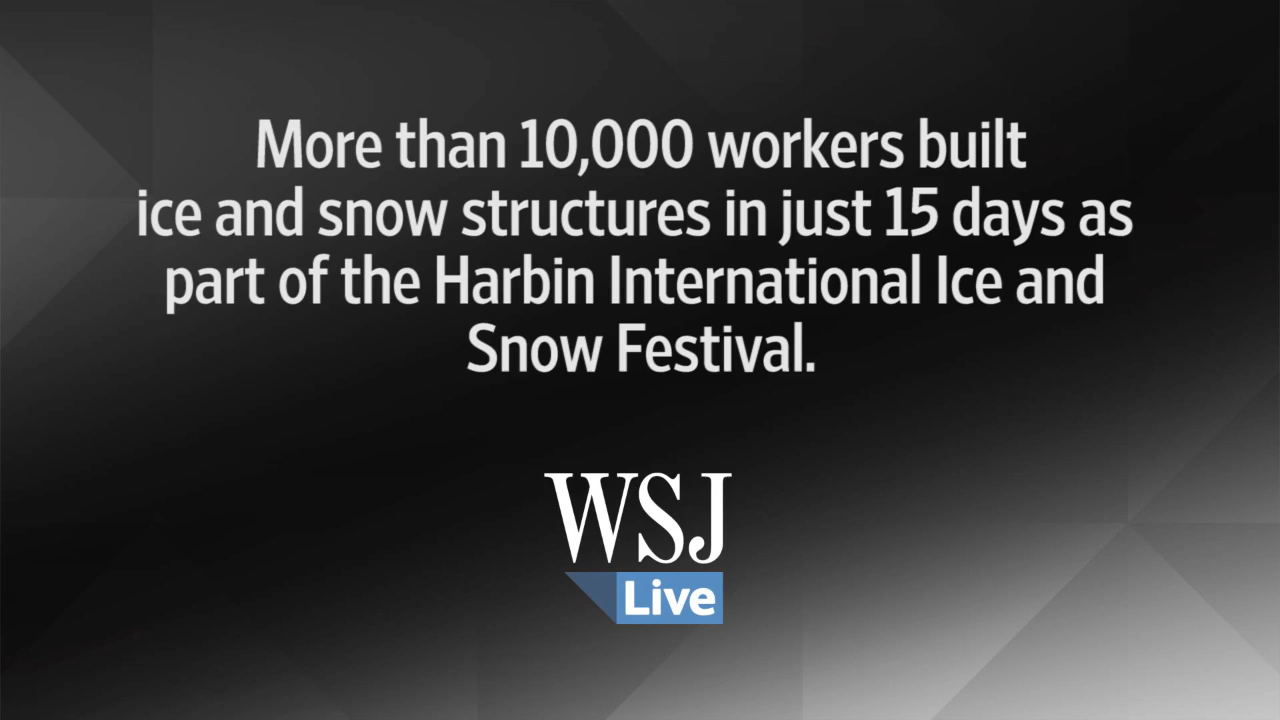 More than 10,000 workers built
ice and snow structures in just 15 days as
part of the Harbin International Ice and
Snow Festival.
WSJ
Live